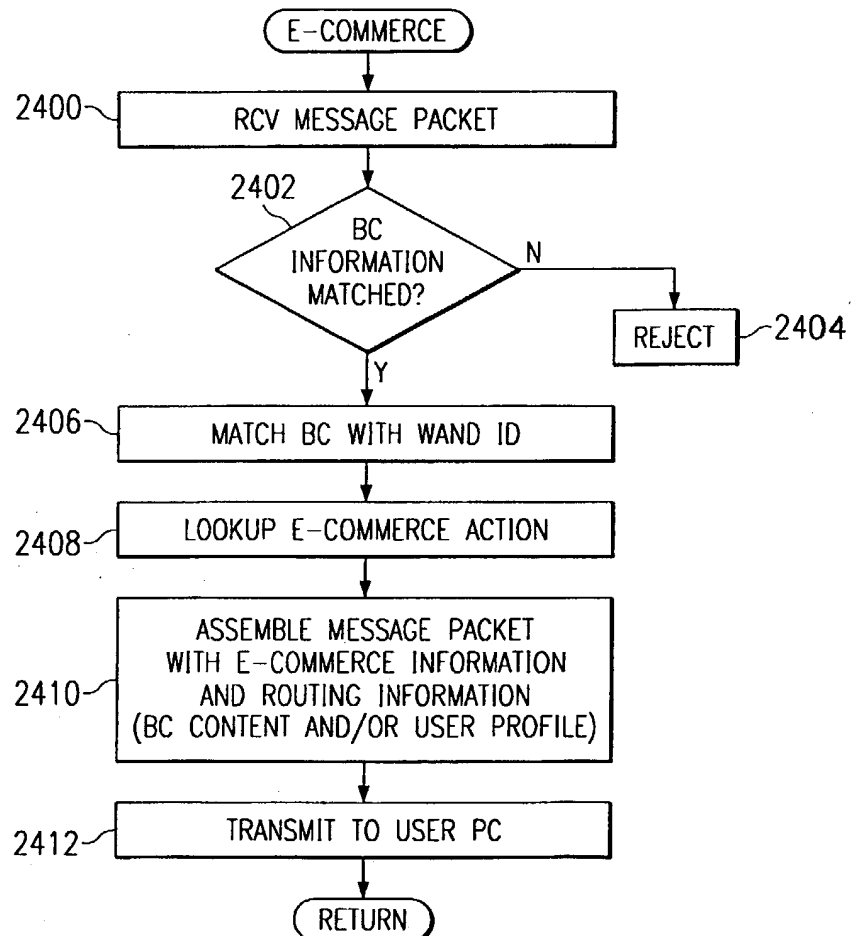 E-COMMERCE
2400
RCV MESSAGE PACKET
2402
BC
INFORMATION
MATCHED?
N
REJECT
2404
Y
2406
MATCH BC WITH WAND ID
2408
LOOKUP E-COMMERCE ACTION
2410
ASSEMBLE MESSAGE PACKET
WITH E-COMMERCE INFORMATION
AND ROUTING INFORMATION
(BC CONTENT AND/OR USER PROFILE)
2412
TRANSMIT TO USER PC
RETURN